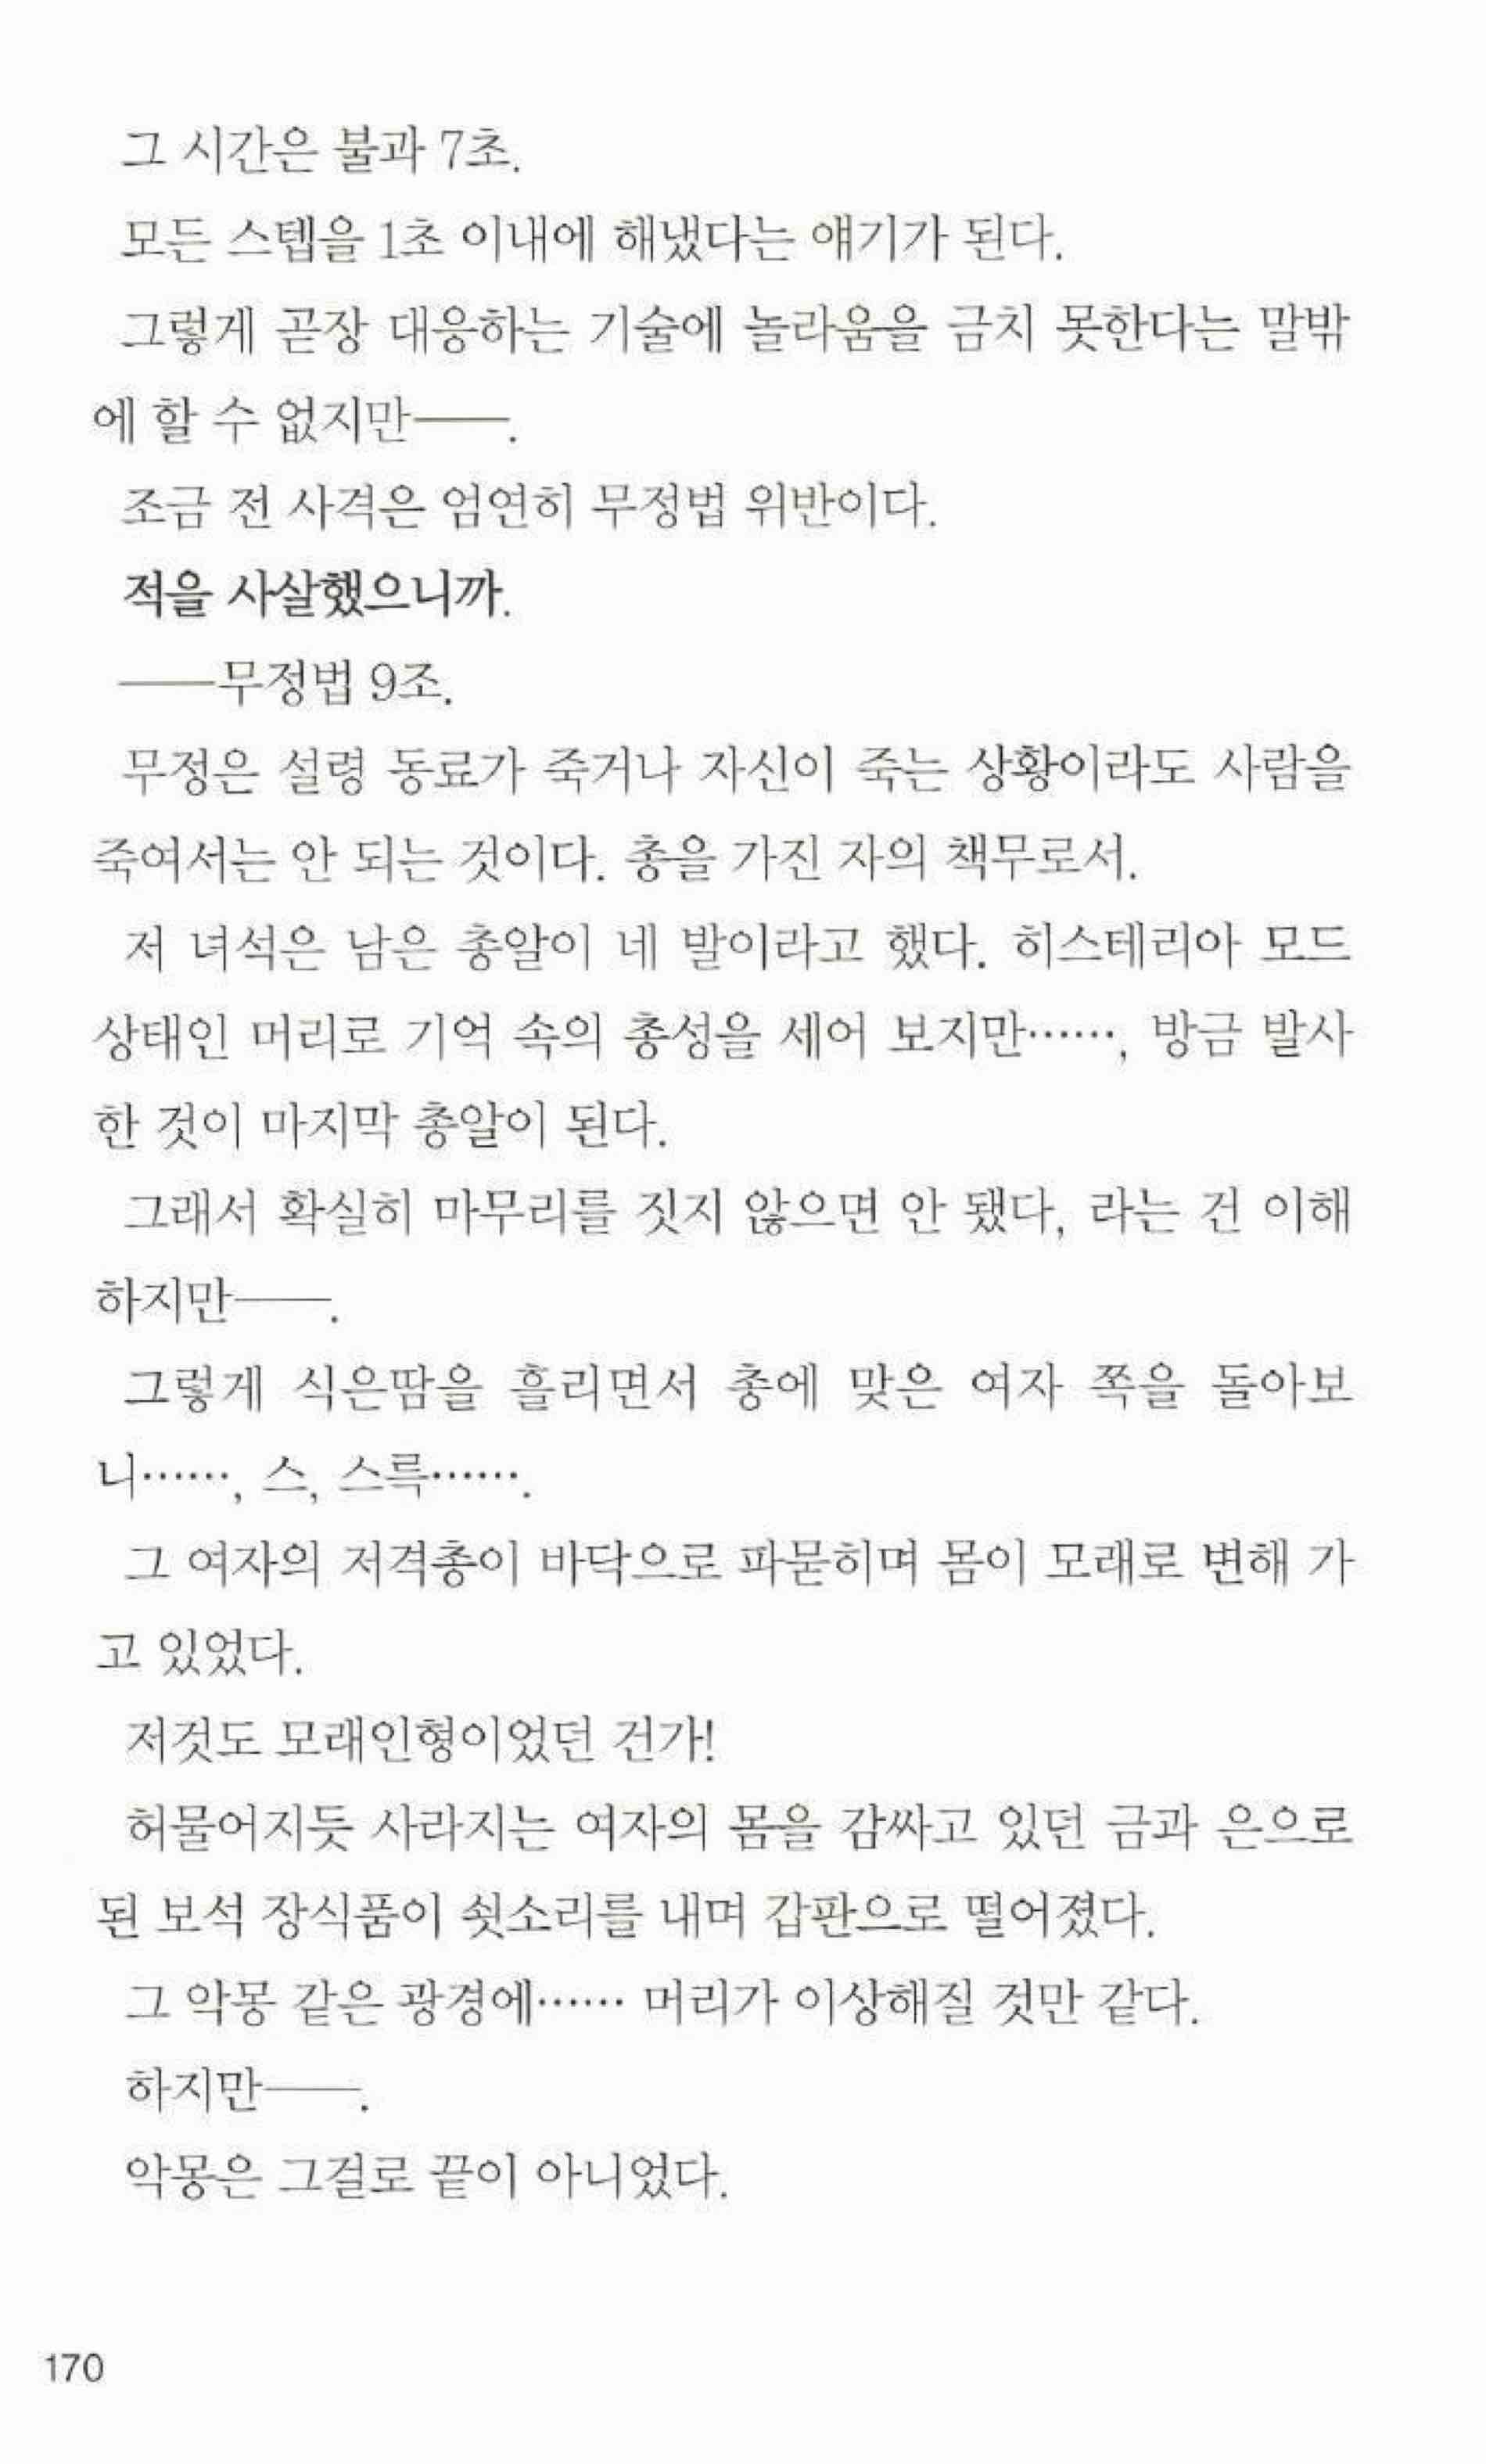 그 시간은 불과 7초.
모든 스텝을 1초 이내에 해냈다는 얘기가 된다.
그렇게 곧장 대응하는 기술에 놀라움을 금치 못한다는 말밖
에 할 수 없지만──.
조금 전 사격은 엄연히 무정법 위반이다.
적을 사살했으니까.
──무정법 9조.
무정은 설령 동료가 죽거나 자신이 죽는 상황이라도 사람을
죽여서는 안 되는 것이다. 총을 가진 자의 책무로서.
저 녀석은 남은 총알이 네 발이라고 했다. 히스테리아 모드
상태인 머리로 기억 속의 총성을 세어 보지만……, 방금 발사
한 것이 마지막 총알이 된다.
그래서 확실히 마무리를 짓지 않으면 안 됐다, 라는 건 이해
하지만──.
그렇게 식은땀을 흘리면서 총에 맞은 여자 쪽을 돌아보
니……, 스, 스륵…….
그 여자의 저격총이 바닥으로 파묻히며 몸이 모래로 변해 가
고 있었다.
저것도 모래인형이었던 건가!
허물어지듯 사라지는 여자의 몸을 감싸고 있던 금과 은으로
된 보석 장식품이 쇳소리를 내며 갑판으로 떨어졌다.
그 악몽 같은 광경에…… 머리가 이상해질 것만 같다.
하지만──.
악몽은 그걸로 끝이 아니었다.
170